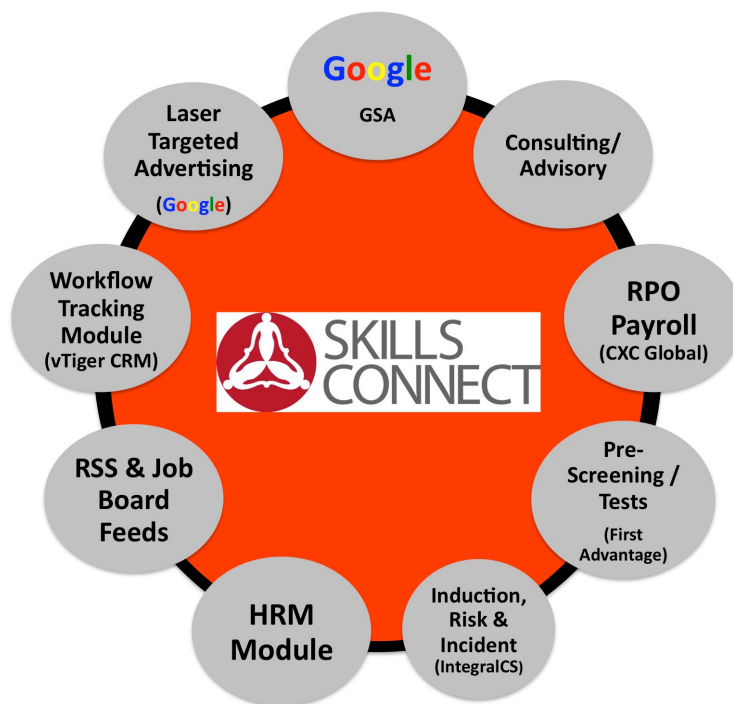 Google
GSA
Consulting/
Advisory
RPO
Payroll
(CXC Global)
Pre-
Screening /
Tests
(First
Advantage)
Induction,
Risk &
Incident
(IntegralCS)
HRM
Module
RSS & Job
Board
Feeds
Workflow
Tracking
Module
(vTiger CRM)
Laser
Targeted
Advertising
(Google)
SKILLS
CONNECT